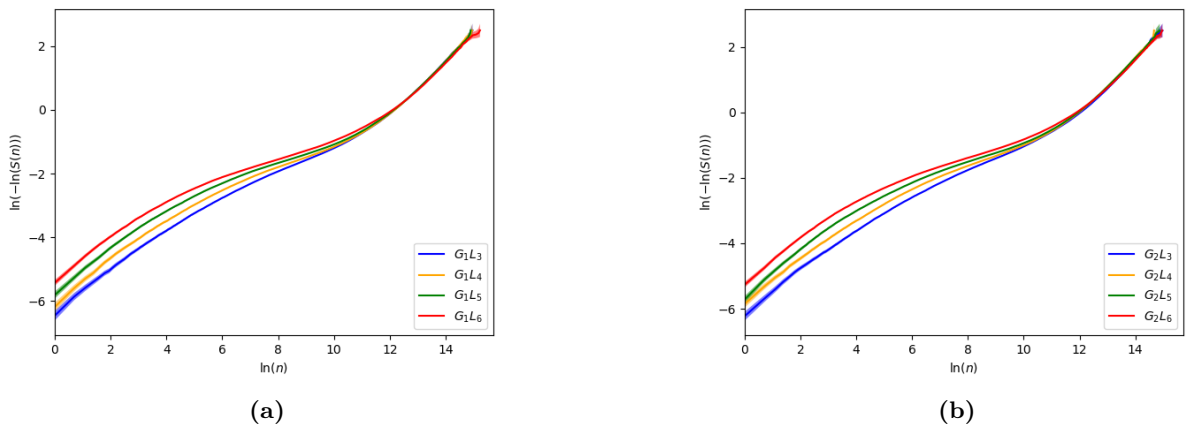 2
0
−2
−4
−6
ln(−ln(S(n)))
0 2 4 6 8 10 12 14
ln(n)
G₁L₃
G₁L₄
G₁L₅
G₁L₆
(a)
2
0
−2
−4
−6
ln(−ln(S(n)))
0 2 4 6 8 10 12 14
ln(n)
G₂L₃
G₂L₄
G₂L₅
G₂L₆
(b)